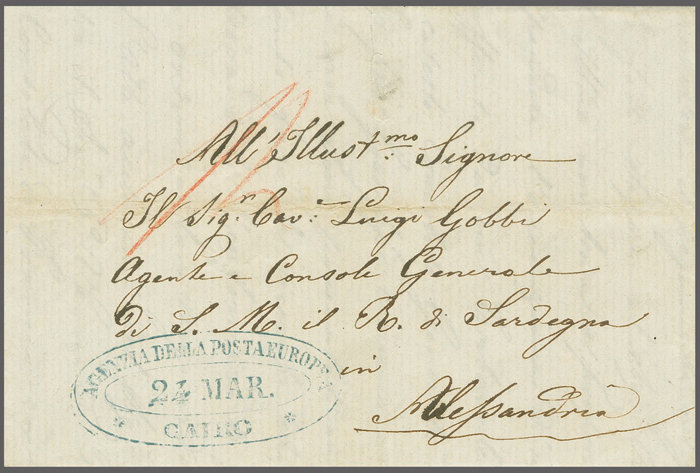 All' Illust.mo Signore
Il Sig.r Cav.e Luigi Gobbi
Agente e Console Generale
di S. M. il R. di Sardegna
in
Alessandria
AGENZIA DELLA POSTA EUROPEA
24 MAR.
* CAIRO *